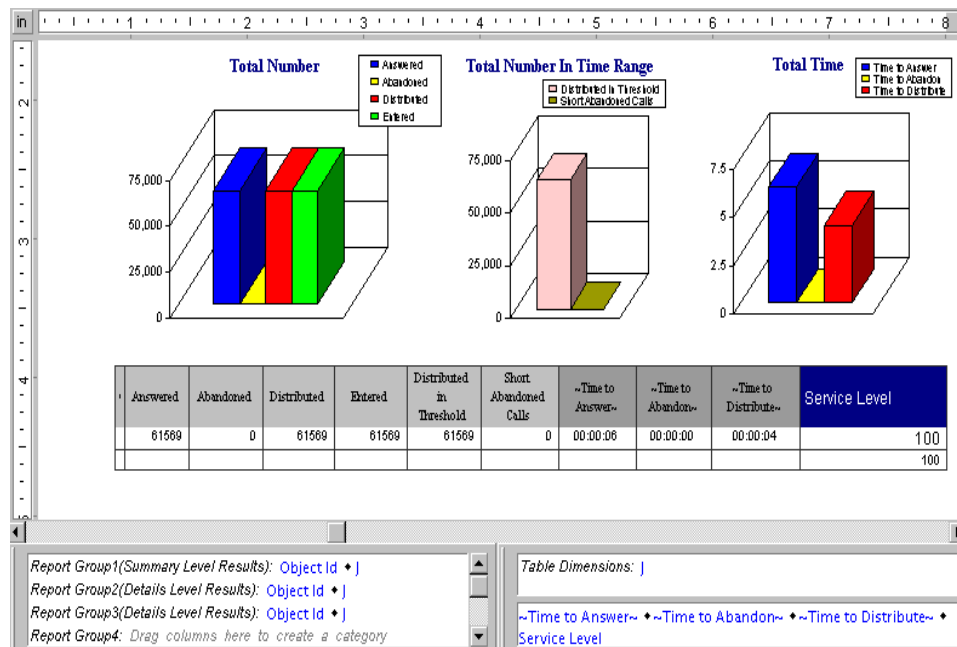 in 1 2 3 4 5 6 7 8
2
3
4
Total Number
Answered
Abandoned
Distributed
Entered
75,000
50,000
25,000
0
Total Number In Time Range
Distributed In Threshold
Short Abandoned Calls
75,000
50,000
25,000
0
Total Time
Time to Answer
Time to Abandon
Time to Distribute
7.5
5
2.5
0
Answered Abandoned Distributed Entered Distributed in Threshold Short Abandoned Calls ~Time to Answer~ ~Time to Abandon~ ~Time to Distribute~ Service Level
61569 0 61569 61569 61569 0 00:00:06 00:00:00 00:00:04 100
100
Report Group1(Summary Level Results): Object Id ♦ J
Report Group2(Details Level Results): Object Id ♦ J
Report Group3(Details Level Results): Object Id ♦ J
Report Group4: Drag columns here to create a category
Table Dimensions: J
~Time to Answer~ ♦ ~Time to Abandon~ ♦ ~Time to Distribute~ ♦
Service Level